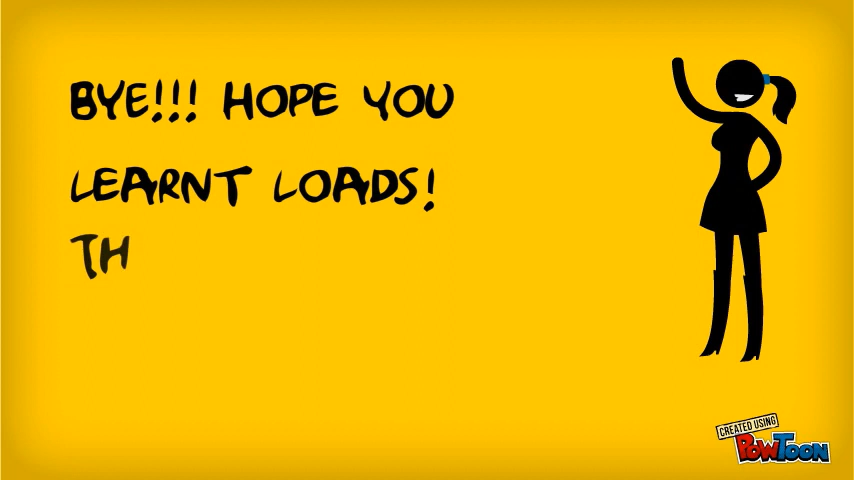 BYE!!! HOPE YOU
LEARNT LOADS!
TH
CREATED USING
POWTOON